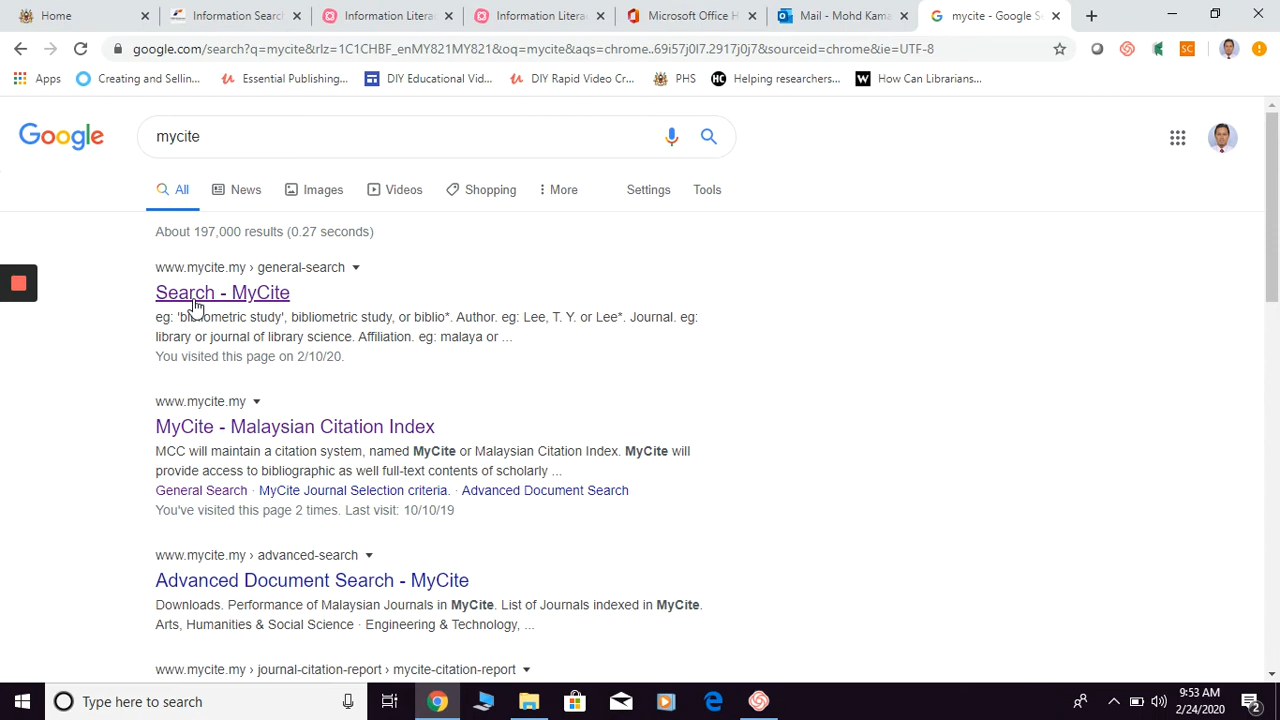 Home
Information Search
Information Literac
Information Literac
Microsoft Office H
Mail - Mohd Kama
mycite - Google Se
google.com/search?q=mycite&rlz=1C1CHBF_enMY821MY821&oq=mycite&aqs=chrome..69i57j0l7.2917j0j7&sourceid=chrome&ie=UTF-8
SC
Apps
Creating and Sellin...
Essential Publishing...
DIY Educational Vid...
DIY Rapid Video Cr...
PHS
HC
Helping researchers...
W
How Can Librarians...
Google
mycite
All
News
Images
Videos
Shopping
More
Settings
Tools
About 197,000 results (0.27 seconds)
www.mycite.my › general-search
Search - MyCite
eg: 'bibliometric study', bibliometric study, or biblio*. Author. eg: Lee, T. Y. or Lee*. Journal. eg:
library or journal of library science. Affiliation. eg: malaya or ...
You visited this page on 2/10/20.
www.mycite.my
MyCite - Malaysian Citation Index
MCC will maintain a citation system, named MyCite or Malaysian Citation Index. MyCite will
provide access to bibliographic as well full-text contents of scholarly ...
General Search · MyCite Journal Selection criteria. · Advanced Document Search
You've visited this page 2 times. Last visit: 10/10/19
www.mycite.my › advanced-search
Advanced Document Search - MyCite
Downloads. Performance of Malaysian Journals in MyCite. List of Journals indexed in MyCite.
Arts, Humanities & Social Science · Engineering & Technology, ...
www.mycite.my › journal-citation-report › mycite-citation-report
Type here to search
9:53 AM
2/24/2020
2